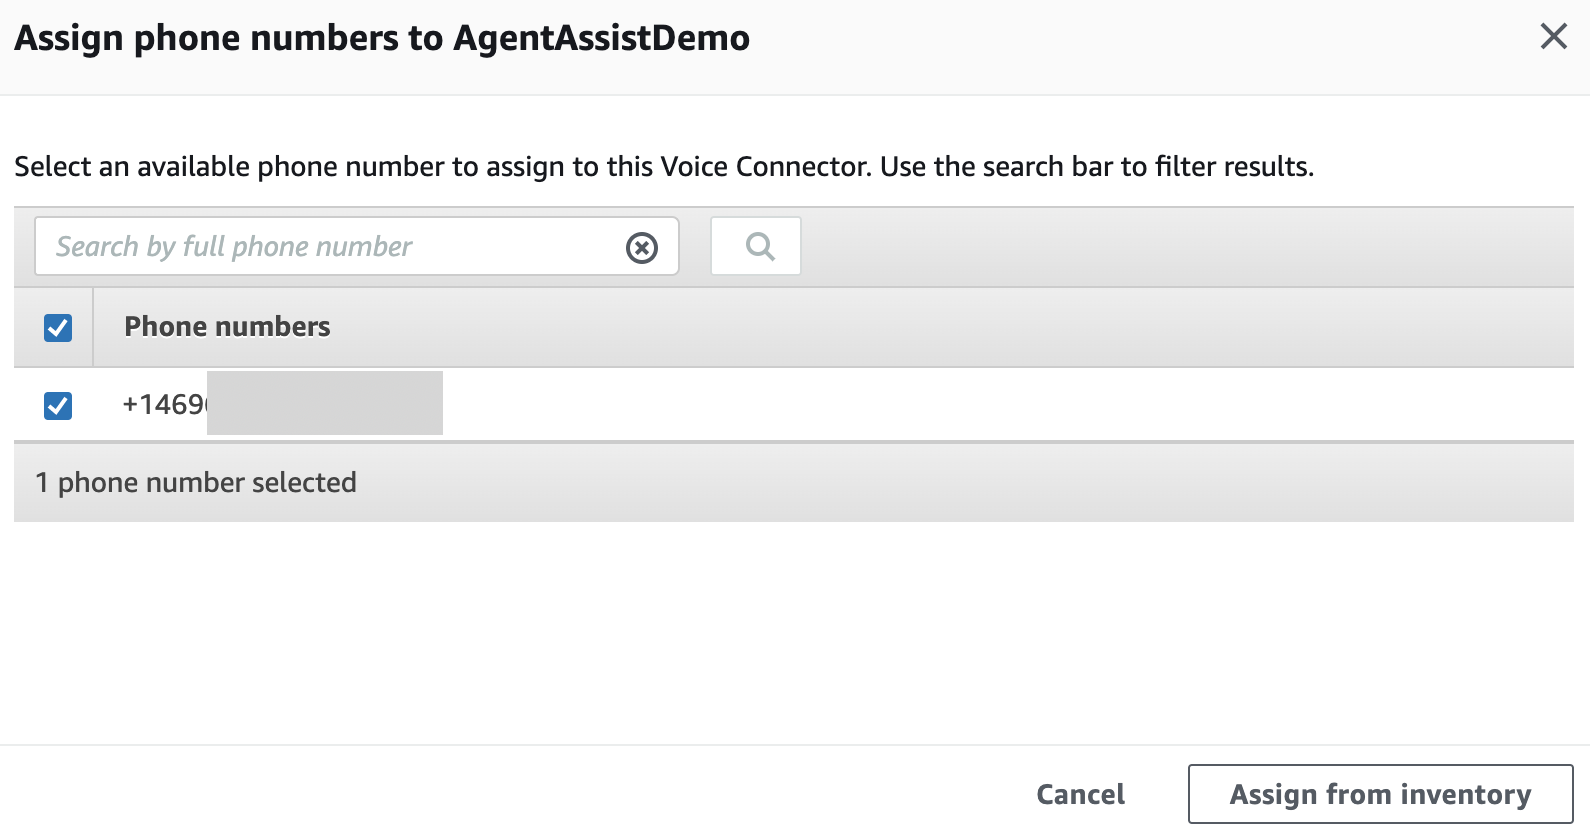 Assign phone numbers to AgentAssistDemo
Select an available phone number to assign to this Voice Connector. Use the search bar to filter results.
Search by full phone number
Phone numbers
+1469
1 phone number selected
Cancel
Assign from inventory